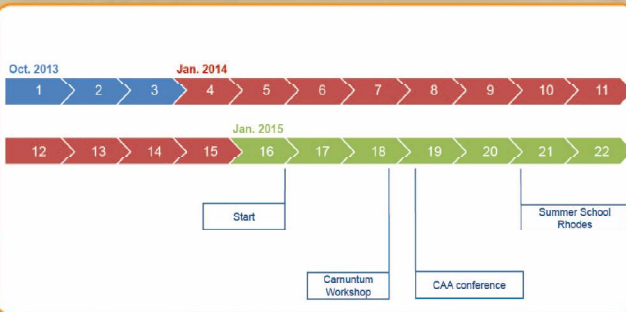 Oct. 2013
Jan. 2014
1 2 3 4 5 6 7 8 9 10 11
Jan. 2015
12 13 14 15 16 17 18 19 20 21 22
Start
Summer School
Rhodes
Carnuntum
Workshop
CAA conference